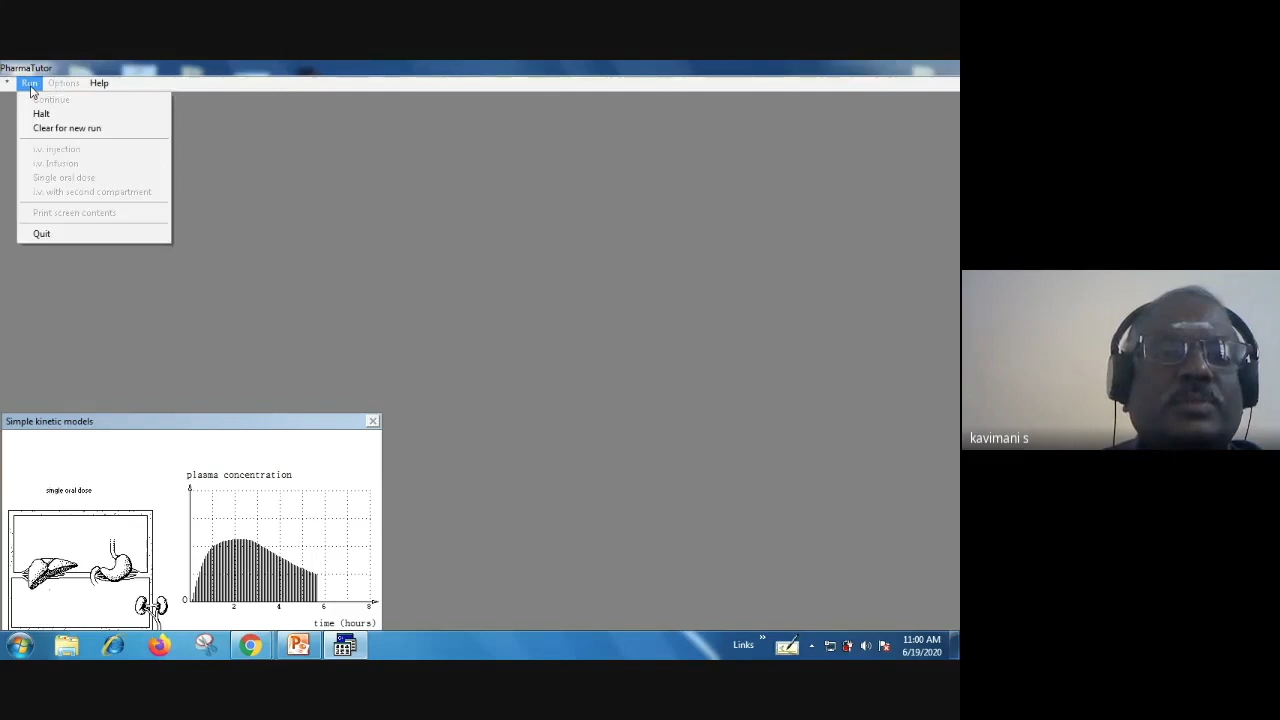 PharmaTutor
* Run Options Help
Continue
Halt
Clear for new run
i.v. injection
i.v. Infusion
Single oral dose
i.v. with second compartment
Print screen contents
Quit
Simple kinetic models
single oral dose
plasma concentration
0
2 4 6 8
time (hours)
kavimani s
Links »
11:00 AM
6/19/2020